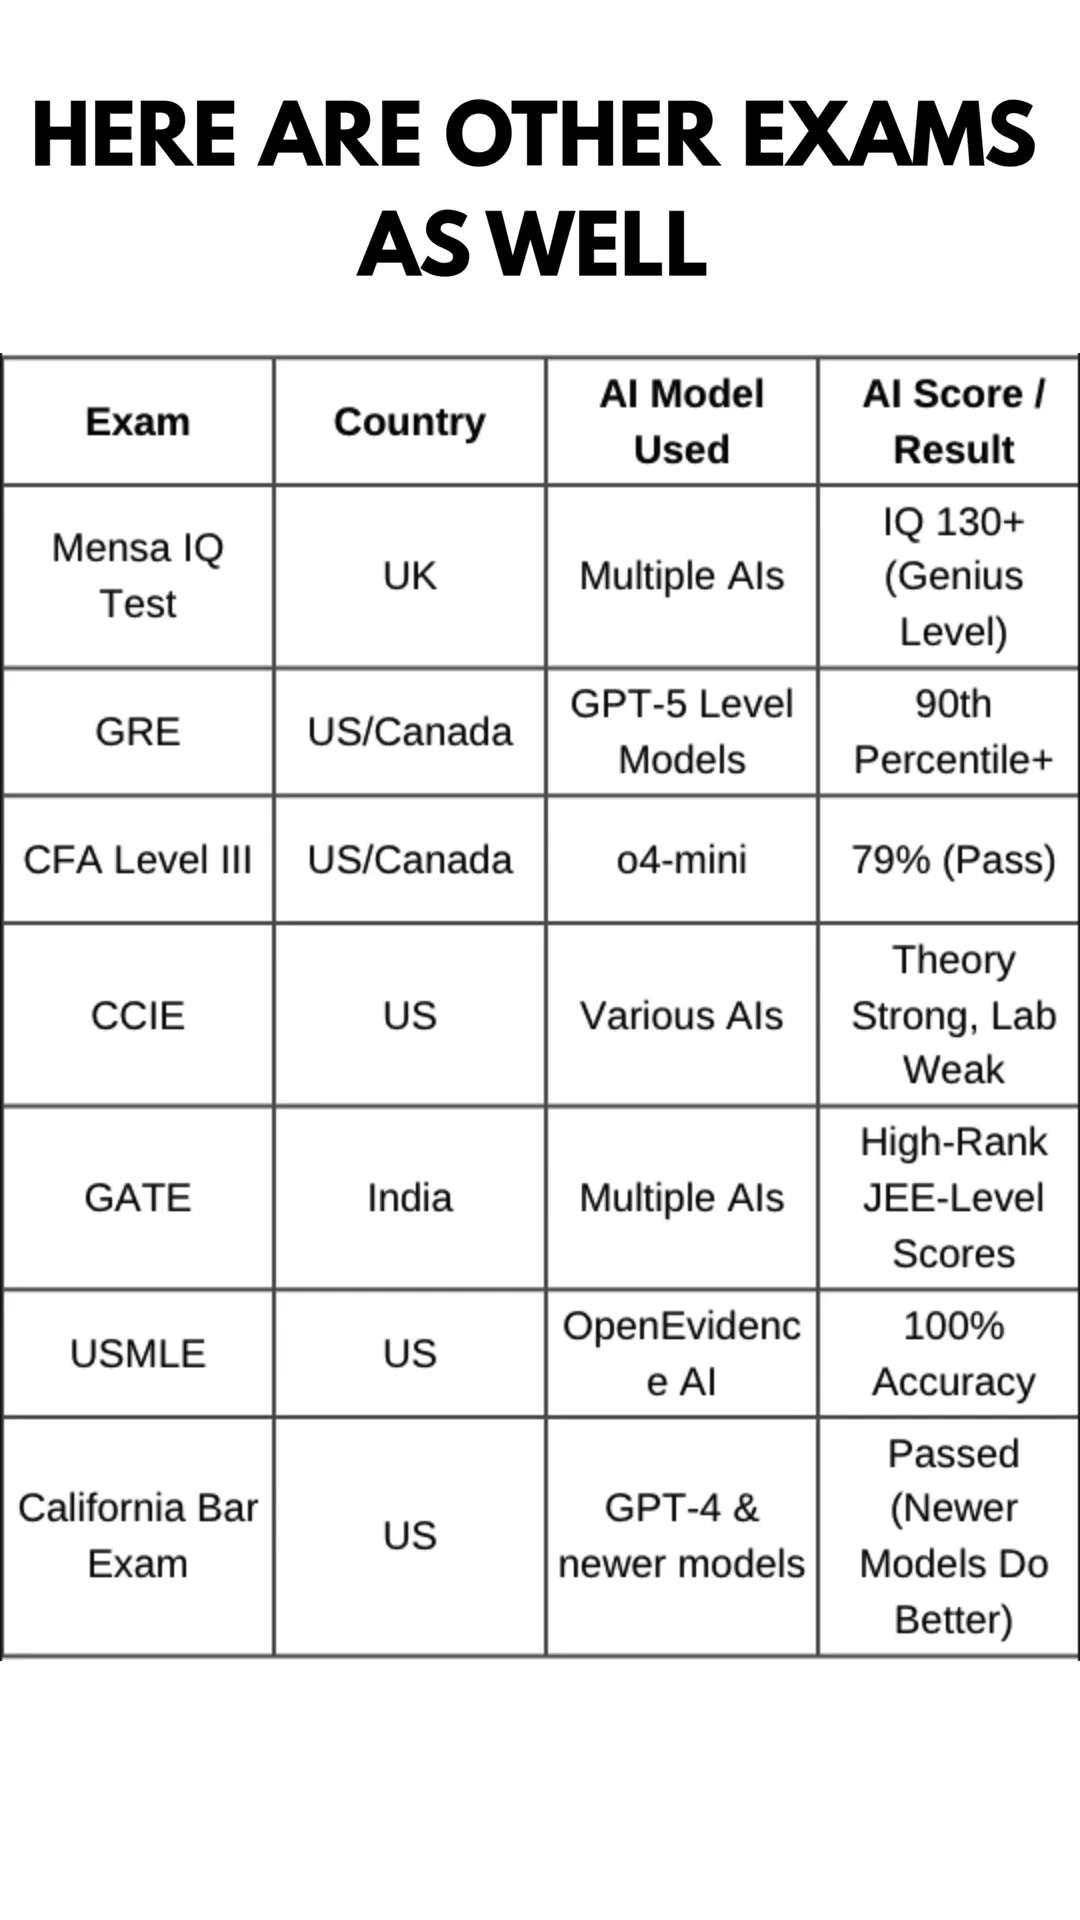 HERE ARE OTHER EXAMS
AS WELL
Exam
Country
AI Model
Used
AI Score /
Result
Mensa IQ
Test
UK
Multiple AIs
IQ 130+
(Genius
Level)
GRE
US/Canada
GPT-5 Level
Models
90th
Percentile+
CFA Level III
US/Canada
o4-mini
79% (Pass)
CCIE
US
Various AIs
Theory
Strong, Lab
Weak
GATE
India
Multiple AIs
High-Rank
JEE-Level
Scores
USMLE
US
OpenEvidenc
e AI
100%
Accuracy
California Bar
Exam
US
GPT-4 &
newer models
Passed
(Newer
Models Do
Better)